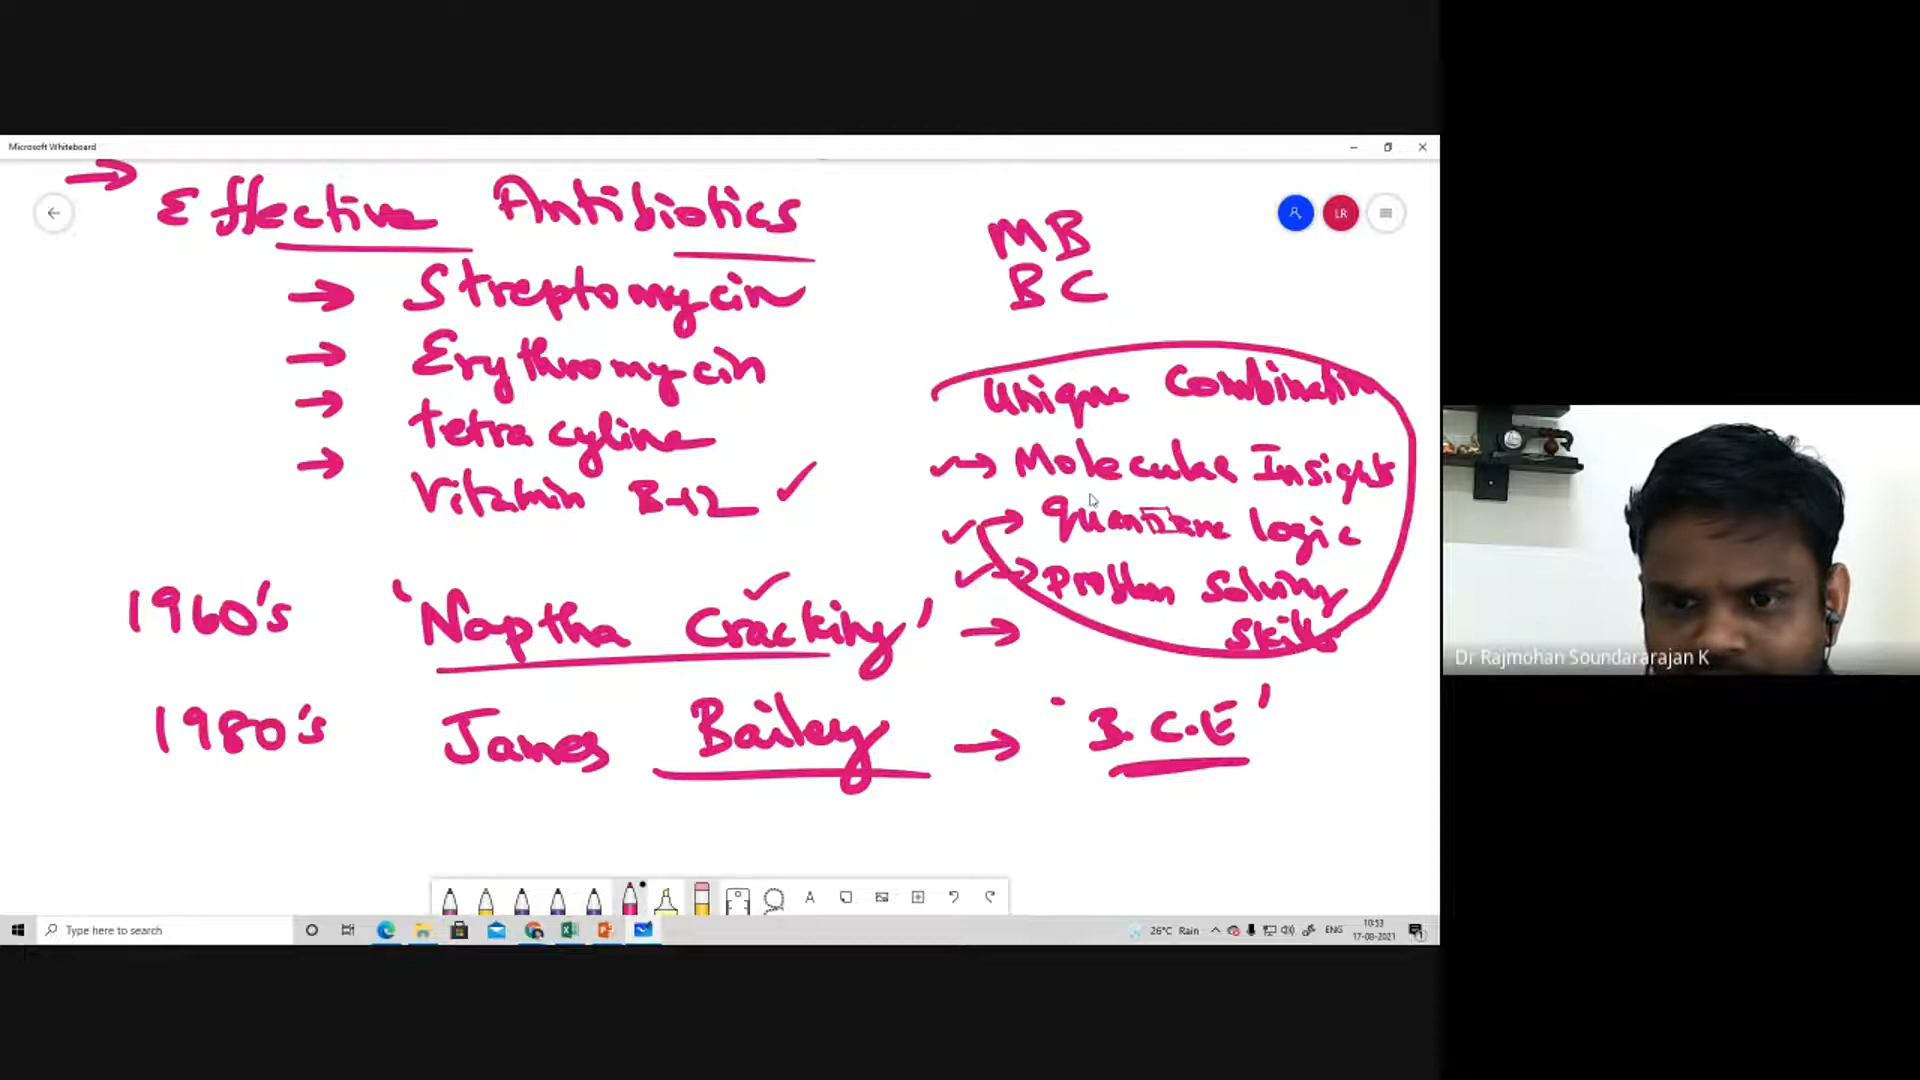 Microsoft Whiteboard
Effective Antibiotics
→ Streptomycin
→ Erythromycin
→ tetra cyline
→ Vitamin B-12 ✓
MB
BC
Unique Combination
→ Molecular Insight
✓ → logic
✓ → Problem Solving
Skills
1960's 'Naptha Cracking' →
1980's James Bailey → 'B.C.E'
LR
A
Dr Rajmohan Soundararajan K
Type here to search
26°C Rain
ENG
10:53
17-08-2021